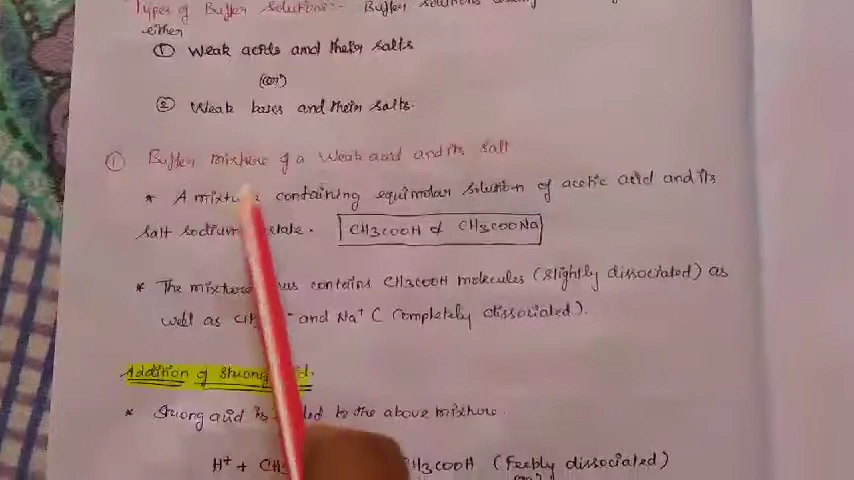 Types of Buffer Solutions:- Buffer solutions
either
① Weak acids and their salts
(or)
② Weak bases and their salts.
① Buffer mixture of a weak acid and its salt
* A mixture containing equimolar solution of acetic acid and its
salt sodium. CH3COOH & CH3COONa
* The mixture contains CH3COOH molecules (slightly dissociated) as
well as and Na+ C Completely dissociated).
Addition of Strong
* Strong acid is to the above mixture.
H+ + CH3COOH (Feebly dissociated)